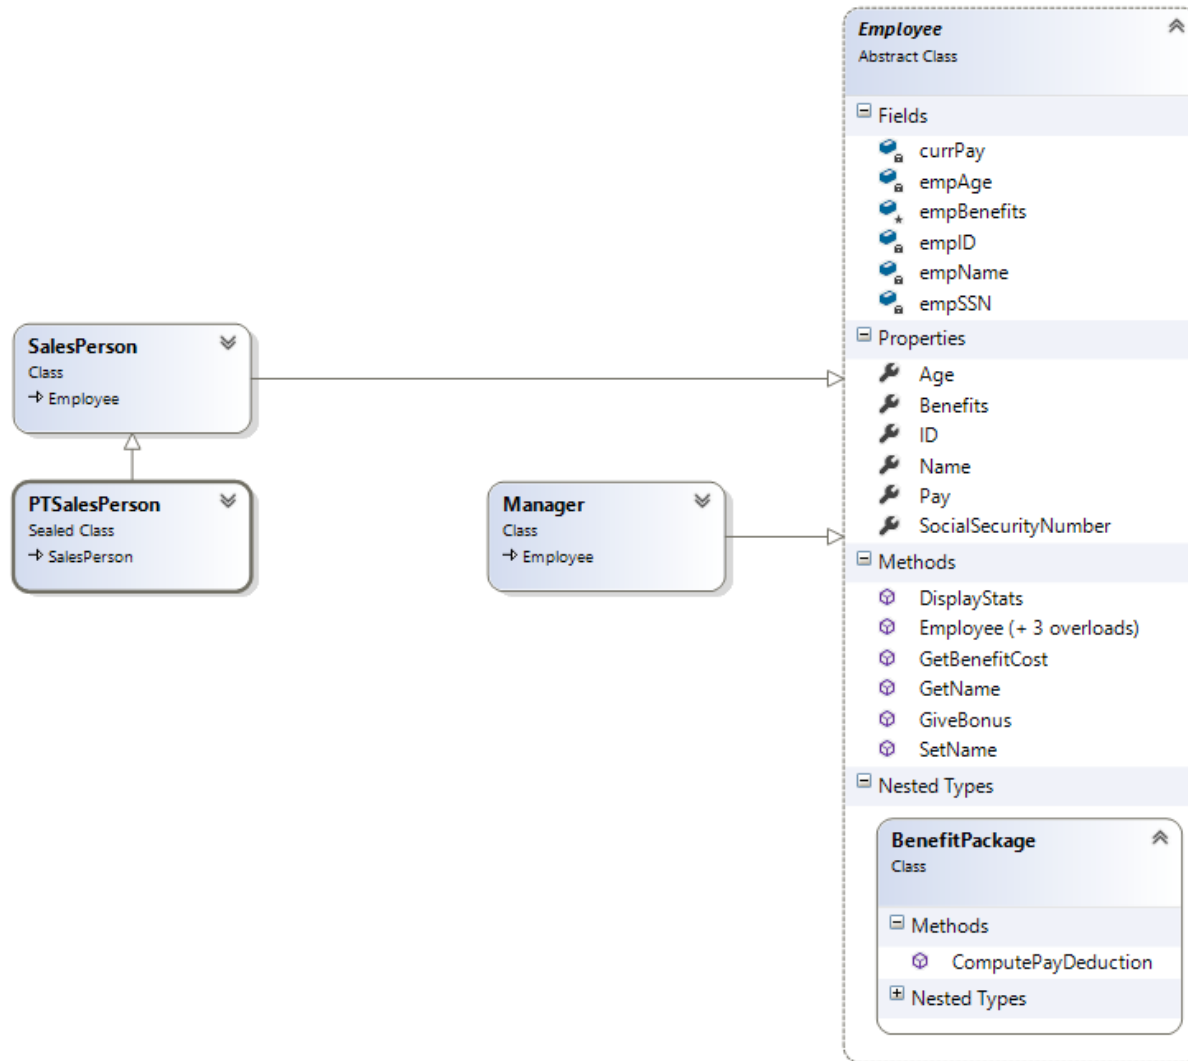 Employee
Abstract Class
Fields
currPay
empAge
empBenefits
empID
empName
empSSN
Properties
Age
Benefits
ID
Name
Pay
SocialSecurityNumber
Methods
DisplayStats
Employee (+ 3 overloads)
GetBenefitCost
GetName
GiveBonus
SetName
Nested Types
BenefitPackage
Class
Methods
ComputePayDeduction
Nested Types
SalesPerson
Class
Employee
PTSalesPerson
Sealed Class
SalesPerson
Manager
Class
Employee